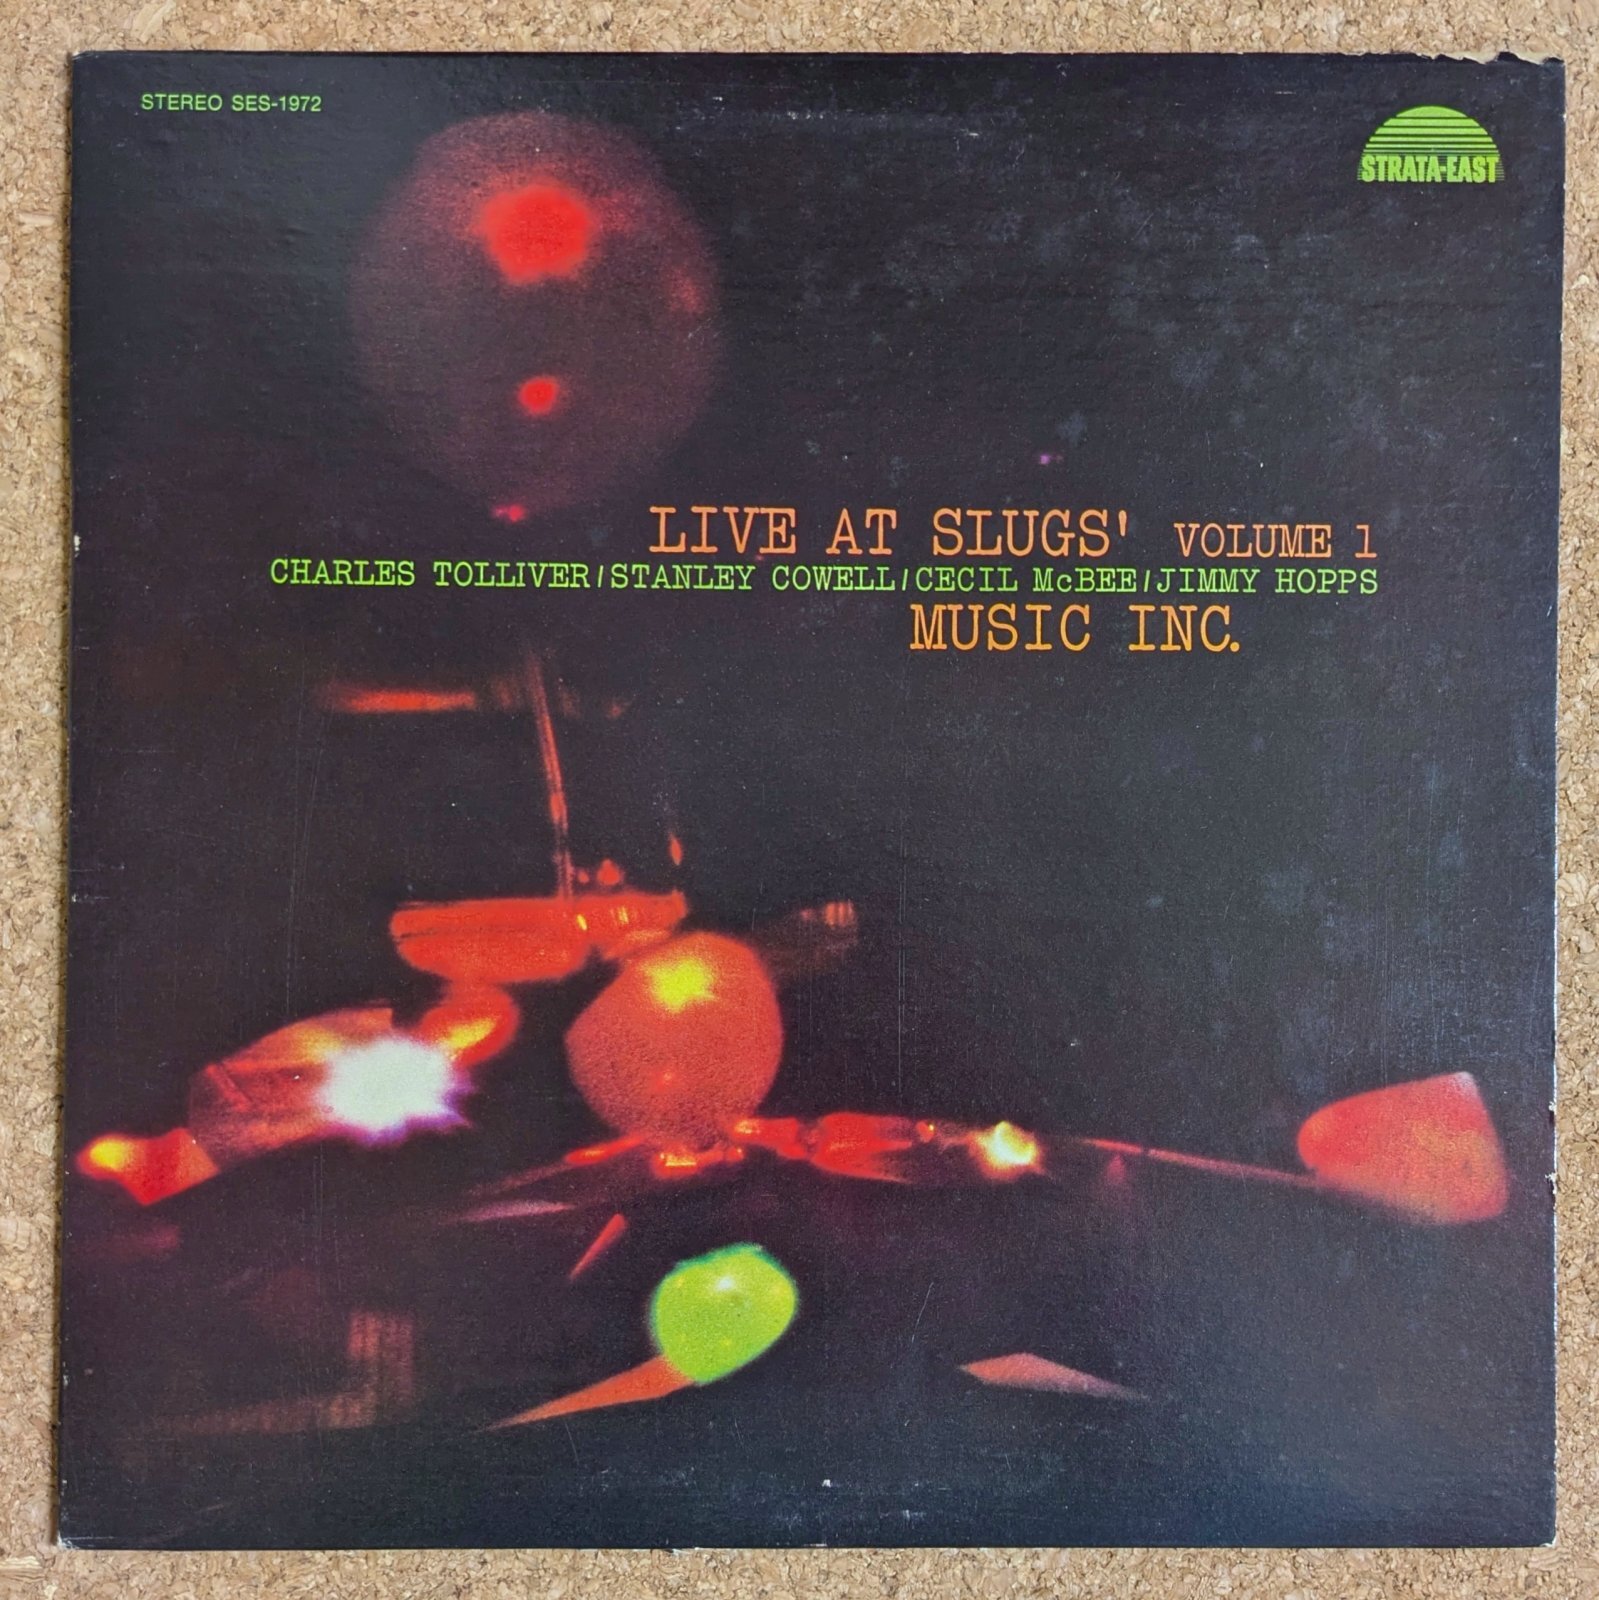 STEREO SES-1972
STRATA-EAST
LIVE AT SLUGS' VOLUME 1
CHARLES TOLLIVER/STANLEY COWELL/CECIL McBEE/JIMMY HOPPS
MUSIC INC.